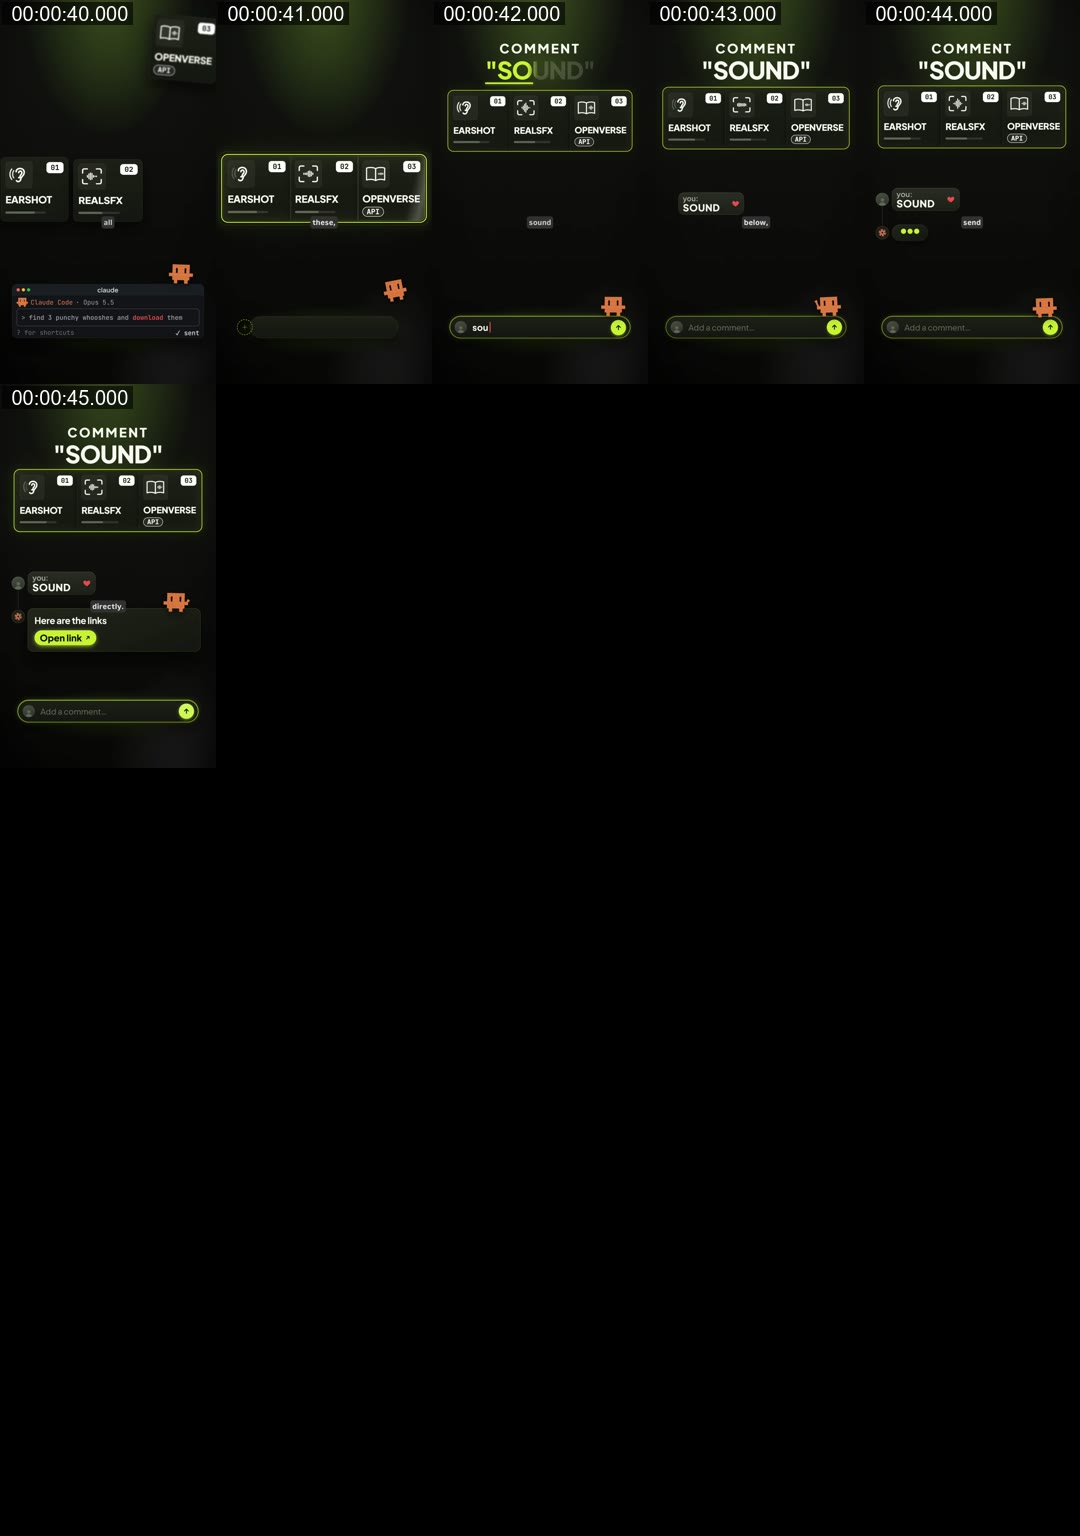 00:00:40.000
03
OPENVERSE
API
01
EARSHOT
02
REALSFX
all
claude
Claude Code · Opus 5.5
> find 3 punchy whooshes and download them
? for shortcuts
✓ sent
00:00:41.000
01
EARSHOT
02
REALSFX
03
OPENVERSE
API
these,
00:00:42.000
COMMENT
"SOUND"
01
EARSHOT
02
REALSFX
03
OPENVERSE
API
sound
sou
00:00:43.000
COMMENT
"SOUND"
01
EARSHOT
02
REALSFX
03
OPENVERSE
API
you:
SOUND
below,
Add a comment...
00:00:44.000
COMMENT
"SOUND"
01
EARSHOT
02
REALSFX
03
OPENVERSE
API
you:
SOUND
send
Add a comment...
00:00:45.000
COMMENT
"SOUND"
01
EARSHOT
02
REALSFX
03
OPENVERSE
API
you:
SOUND
directly.
Here are the links
Open link ↗
Add a comment...